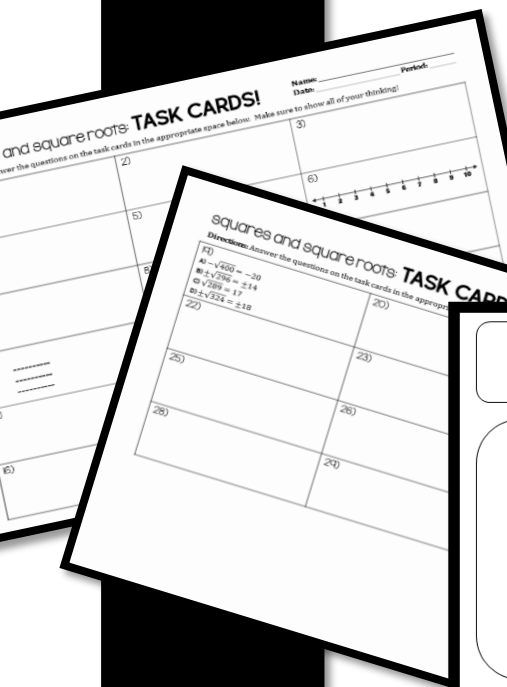 Name:
Period:
Date:
and square roots: TASK CARDS!
wer the questions on the task cards in the appropriate space below. Make sure to show all of your thinking!
2)
3)
5)
6)
1 2 3 4 5 6 7 8 9 10
8)
16)
squares and square roots: TASK CARD
Directions: Answer the questions on the task cards in the appropri
19)
A) −√400 = −20
B) ±√296 = ±14
C) √289 = 17
D) ±√324 = ±18
20)
22)
23)
25)
26)
28)
29)